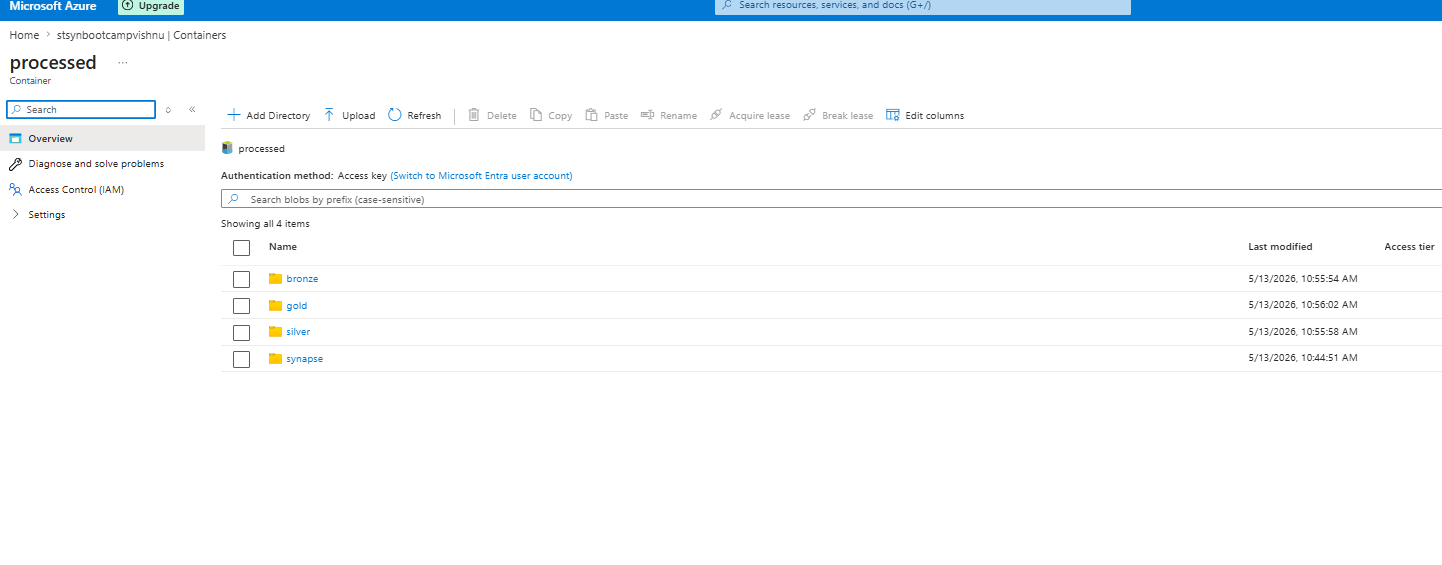 Microsoft Azure
Upgrade
Search resources, services, and docs (G+/)
Home > stsynbootcampvishnu | Containers
processed ...
Container
Search
Overview
Diagnose and solve problems
Access Control (IAM)
Settings
Add Directory Upload Refresh Delete Copy Paste Rename Acquire lease Break lease Edit columns
processed
Authentication method: Access key (Switch to Microsoft Entra user account)
Search blobs by prefix (case-sensitive)
Showing all 4 items
Name Last modified Access tier
bronze 5/13/2026, 10:55:54 AM
gold 5/13/2026, 10:56:02 AM
silver 5/13/2026, 10:55:58 AM
synapse 5/13/2026, 10:44:51 AM